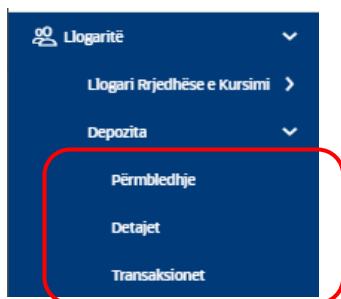 Llogaritë
Llogari Rrjedhëse e Kursimi
Depozita
Përmbledhje
Detajet
Transaksionet